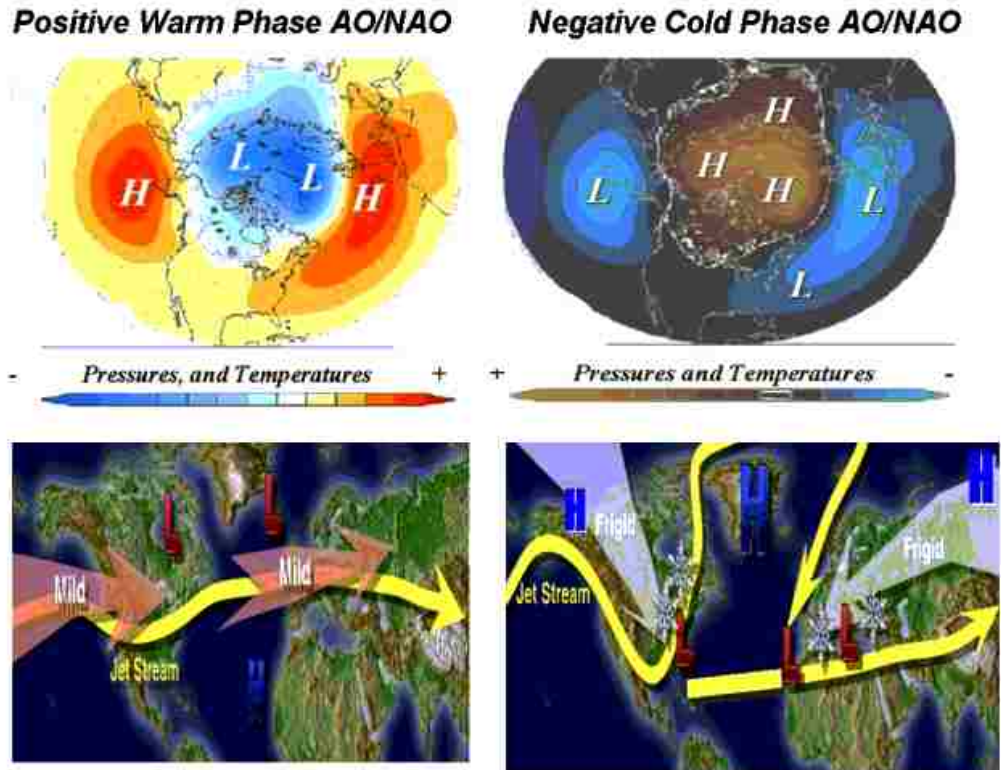 Positive Warm Phase AO/NAO
Negative Cold Phase AO/NAO
L
L
H
H
H
H
H
L
L
L
- Pressures, and Temperatures +
+ Pressures and Temperatures -
L
L
Mild
Mild
Jet Stream
H
H
H
H
Frigid
Frigid
Jet Stream
L
L
L